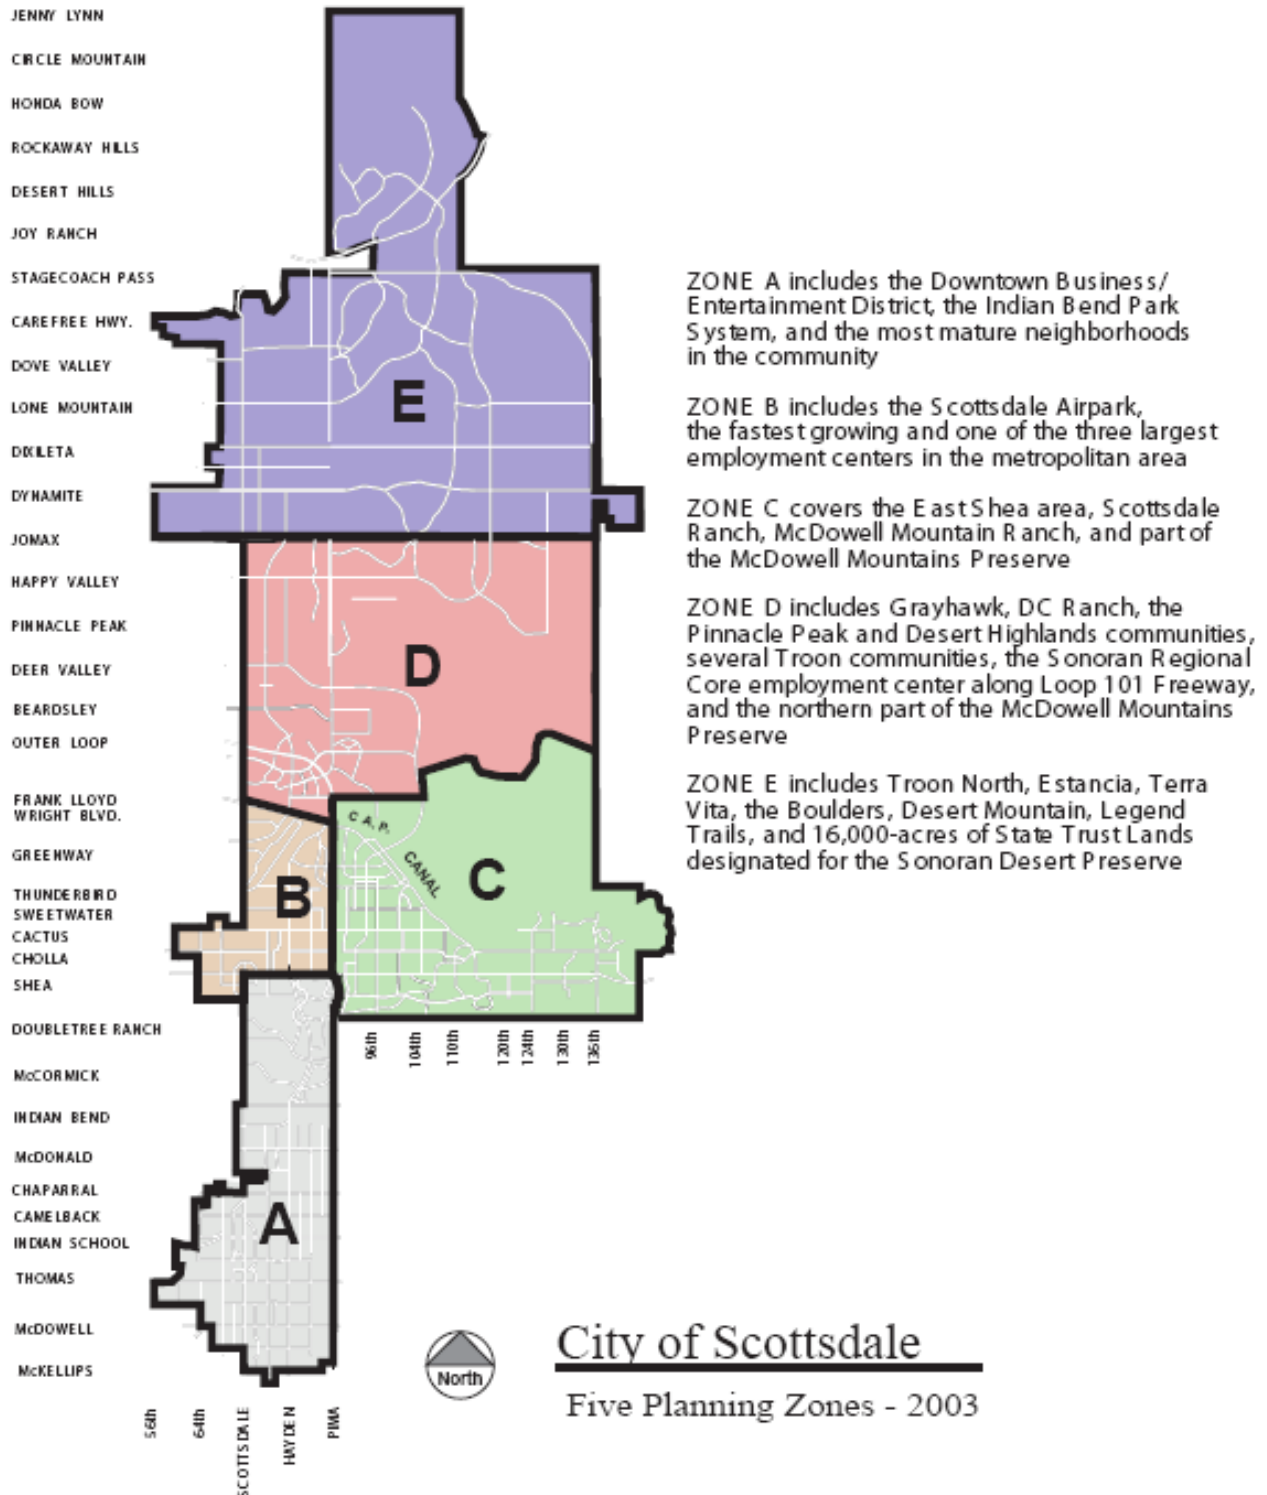 JENNY LYNN
CIRCLE MOUNTAIN
HONDA BOW
ROCKAWAY HILLS
DESERT HILLS
JOY RANCH
STAGECOACH PASS
CAREFREE HWY.
DOVE VALLEY
LONE MOUNTAIN
DIXILETA
DYNAMITE
JOMAX
HAPPY VALLEY
PINNACLE PEAK
DEER VALLEY
BEARDSLEY
OUTER LOOP
FRANK LLOYD
WRIGHT BLVD.
GREENWAY
THUNDERBIRD
SWEETWATER
CACTUS
CHOLLA
SHEA
DOUBLETREE RANCH
McCORMICK
INDIAN BEND
McDONALD
CHAPARRAL
CAMELBACK
INDIAN SCHOOL
THOMAS
McDOWELL
McKELLIPS
E
D
C.A.P.
CANAL
C
B
A
96th
104th
110th
120th
124th
130th
136th
56th
64th
SCOTTSDALE
HAYDEN
PIMA
ZONE A includes the Downtown Business/
Entertainment District, the Indian Bend Park
System, and the most mature neighborhoods
in the community
ZONE B includes the Scottsdale Airpark,
the fastest growing and one of the three largest
employment centers in the metropolitan area
ZONE C covers the East Shea area, Scottsdale
Ranch, McDowell Mountain Ranch, and part of
the McDowell Mountains Preserve
ZONE D includes Grayhawk, DC Ranch, the
Pinnacle Peak and Desert Highlands communities,
several Troon communities, the Sonoran Regional
Core employment center along Loop 101 Freeway,
and the northern part of the McDowell Mountains
Preserve
ZONE E includes Troon North, Estancia, Terra
Vita, the Boulders, Desert Mountain, Legend
Trails, and 16,000-acres of State Trust Lands
designated for the Sonoran Desert Preserve
North
City of Scottsdale
Five Planning Zones - 2003